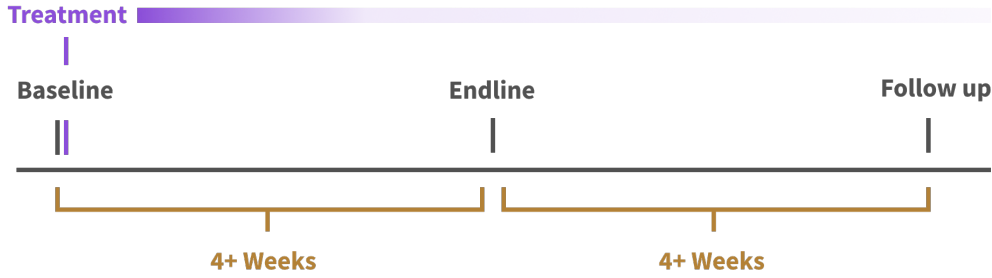 Treatment
Baseline
Endline
Follow up
4+ Weeks
4+ Weeks